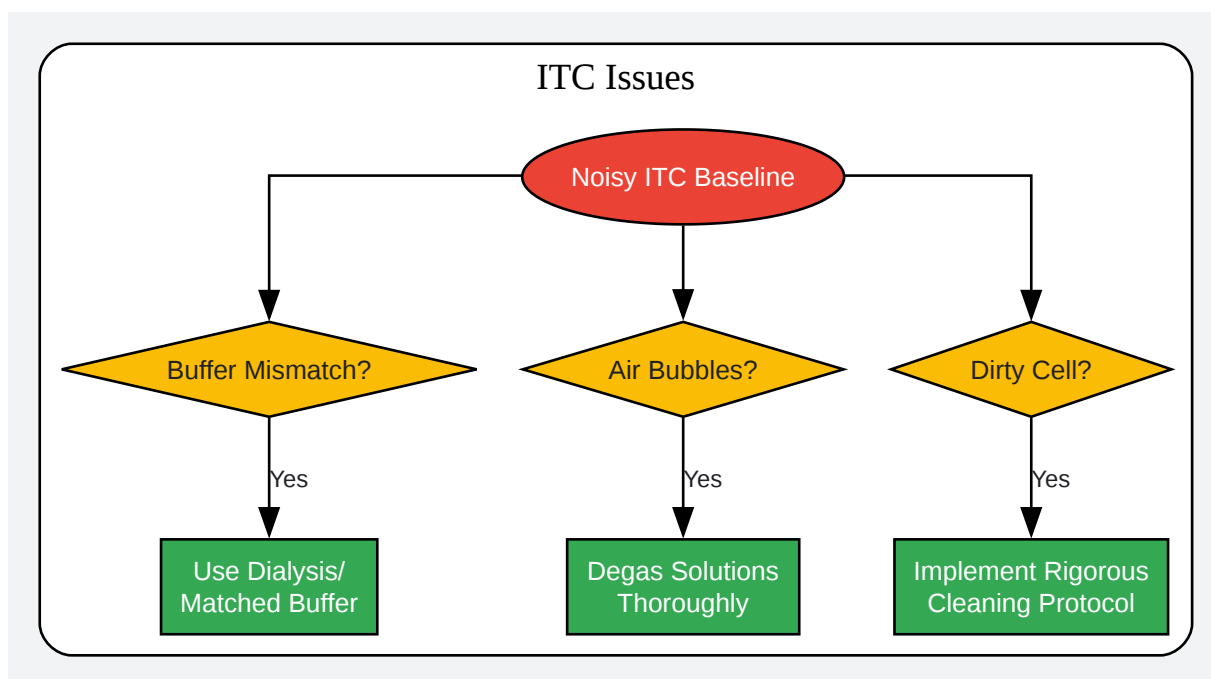 ITC Issues
Noisy ITC Baseline
Buffer Mismatch?
Air Bubbles?
Dirty Cell?
Yes
Yes
Yes
Use Dialysis/
Matched Buffer
Degas Solutions
Thoroughly
Implement Rigorous
Cleaning Protocol